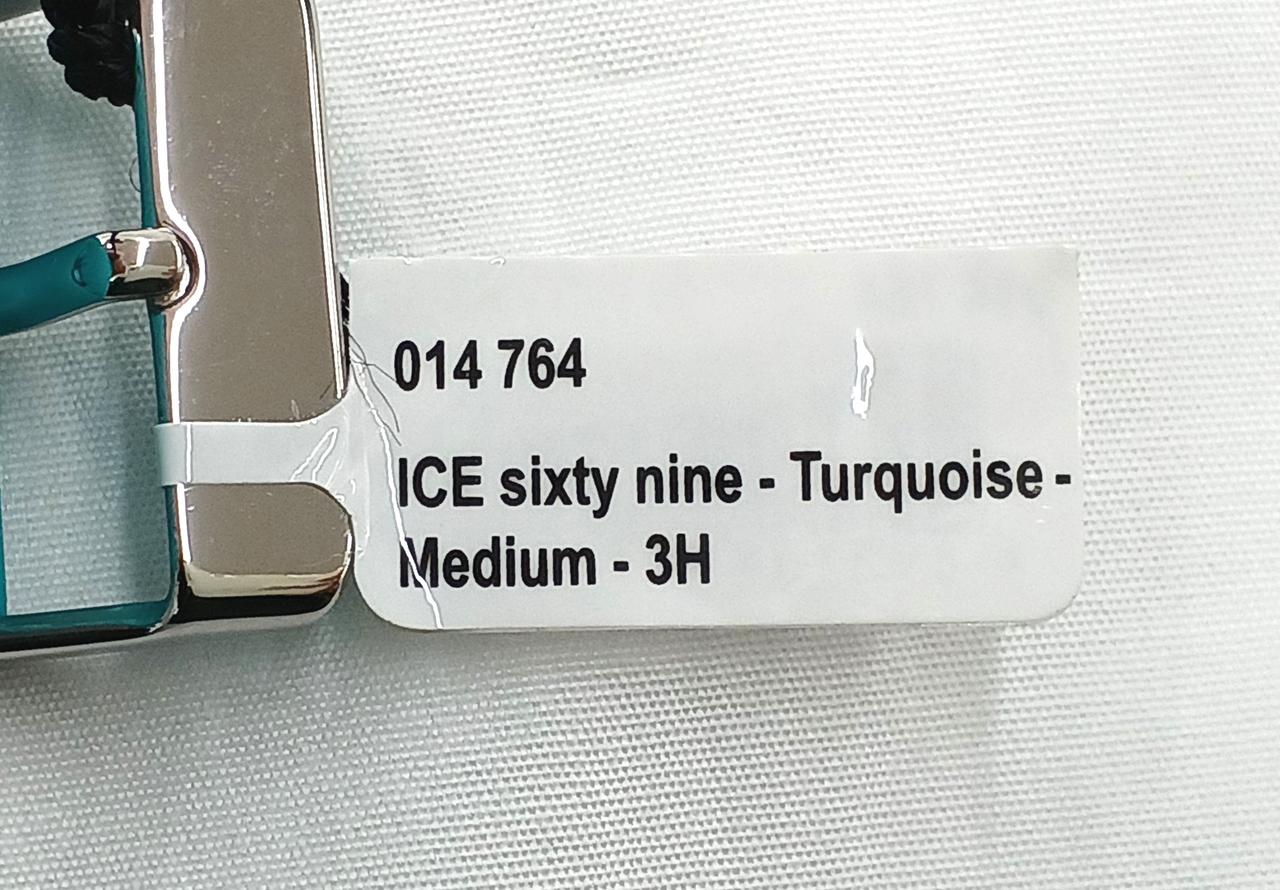 014 764
ICE sixty nine - Turquoise -
Medium - 3H